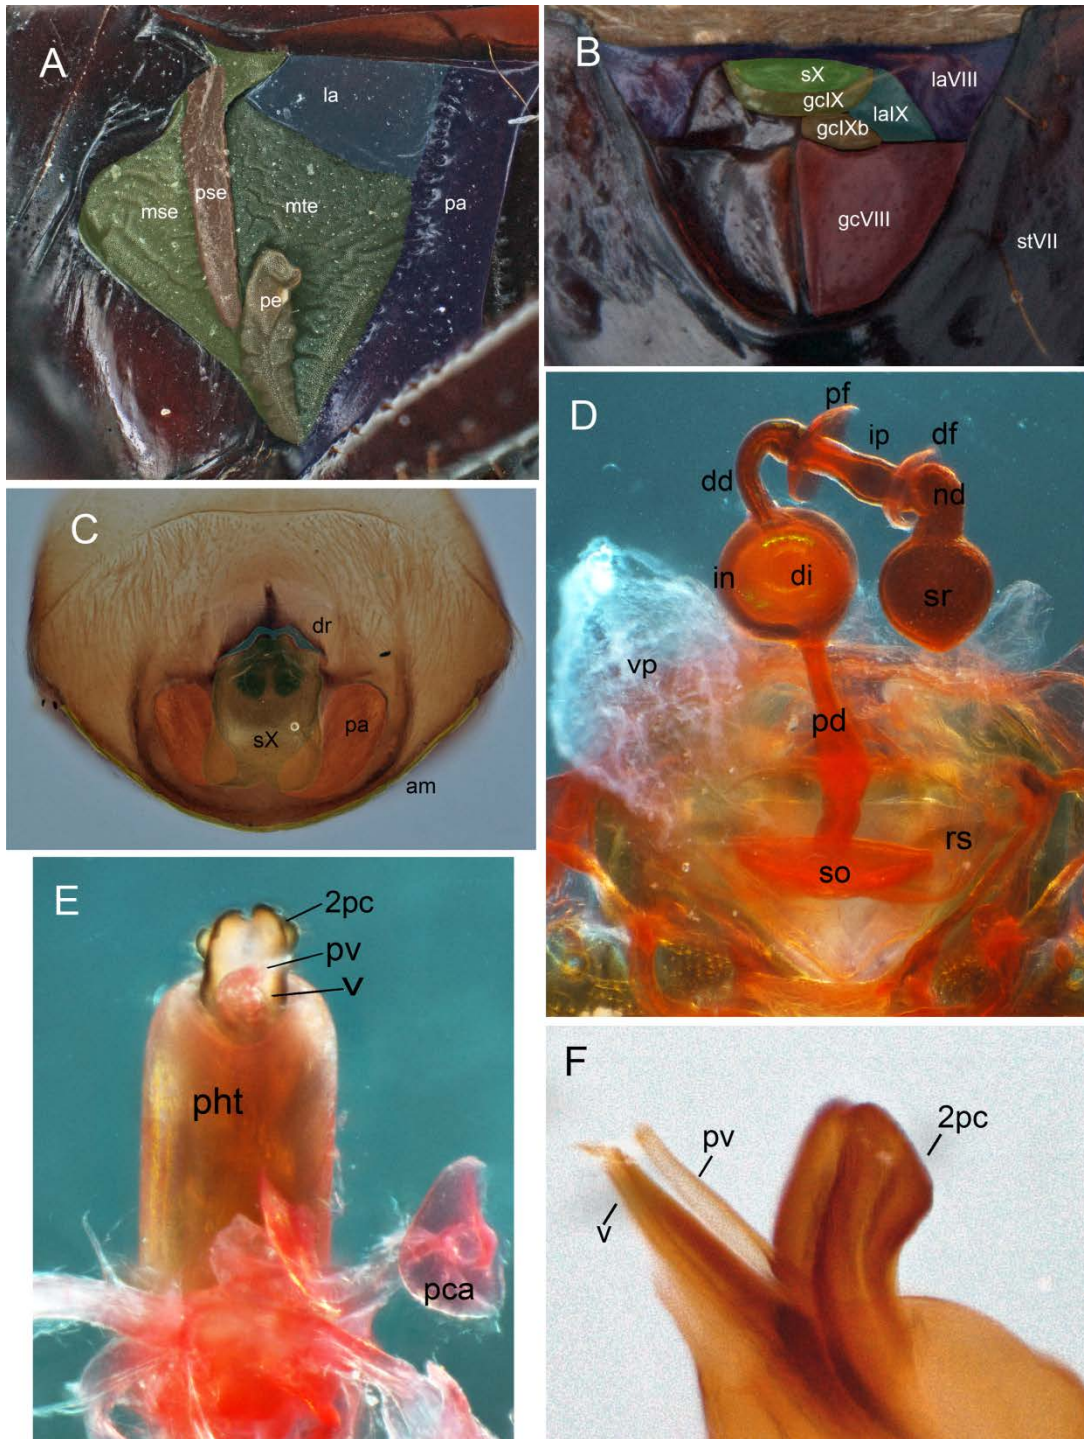 A
la
pse
mse
mte
pa
pe
B
sX
laVIII
gcIX
laIX
gcIXb
gcVIII
stVII
C
dr
sX
pa
am
D
pf
ip
df
dd
nd
in
di
sr
vp
pd
rs
so
E
2pc
pv
v
pht
pca
F
2pc
pv
v